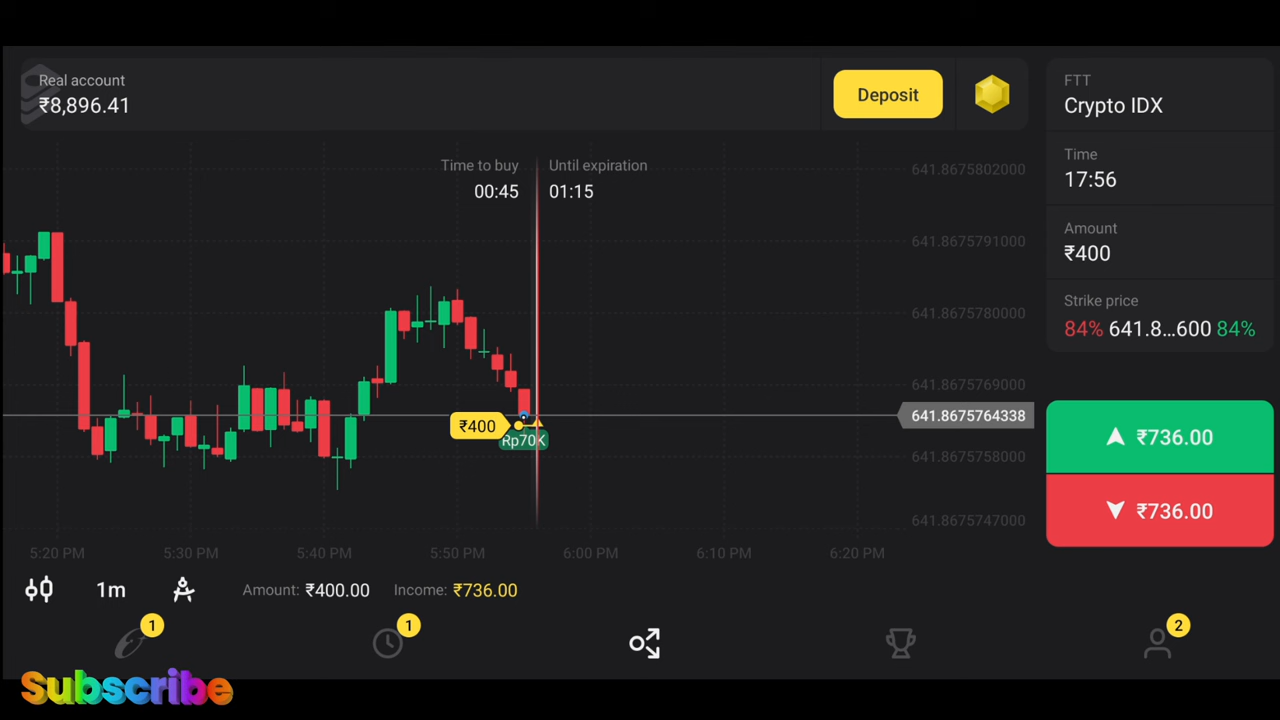 Real account
₹8,896.41
Deposit
FTT
Crypto IDX
Time
17:56
Amount
₹400
Strike price
84% 641.8...600 84%
₹736.00
₹736.00
Time to buy
00:45
Until expiration
01:15
641.8675802000
641.8675791000
641.8675780000
641.8675769000
641.8675764338
641.8675758000
641.8675747000
₹400
Rp70K
5:20 PM 5:30 PM 5:40 PM 5:50 PM 6:00 PM 6:10 PM 6:20 PM
1m Amount: ₹400.00 Income: ₹736.00
1 1 2
Subscribe